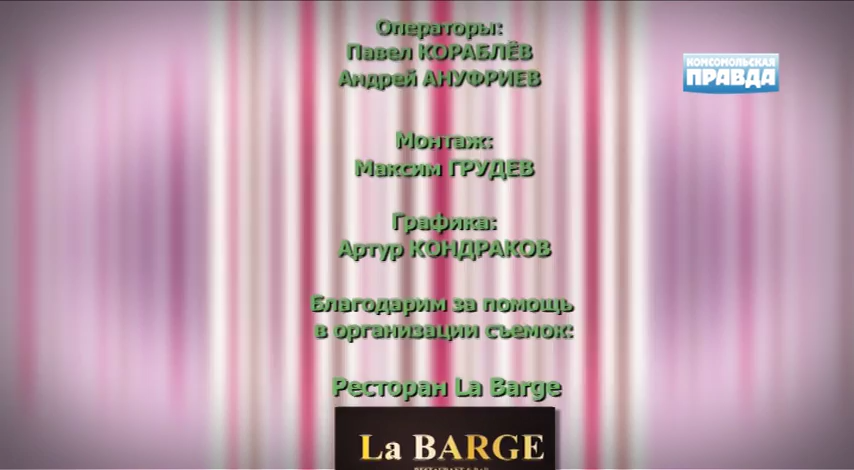 Операторы:
Павел КОРАБЛЁВ
Андрей АНУФРИЕВ
КОМСОМОЛЬСКАЯ
ПРАВДА
Монтаж:
Максим ГРУДЕВ
Графика:
Артур КОНДРАКОВ
Благодарим за помощь
в организации съемок:
Ресторан La Barge
La BARGE